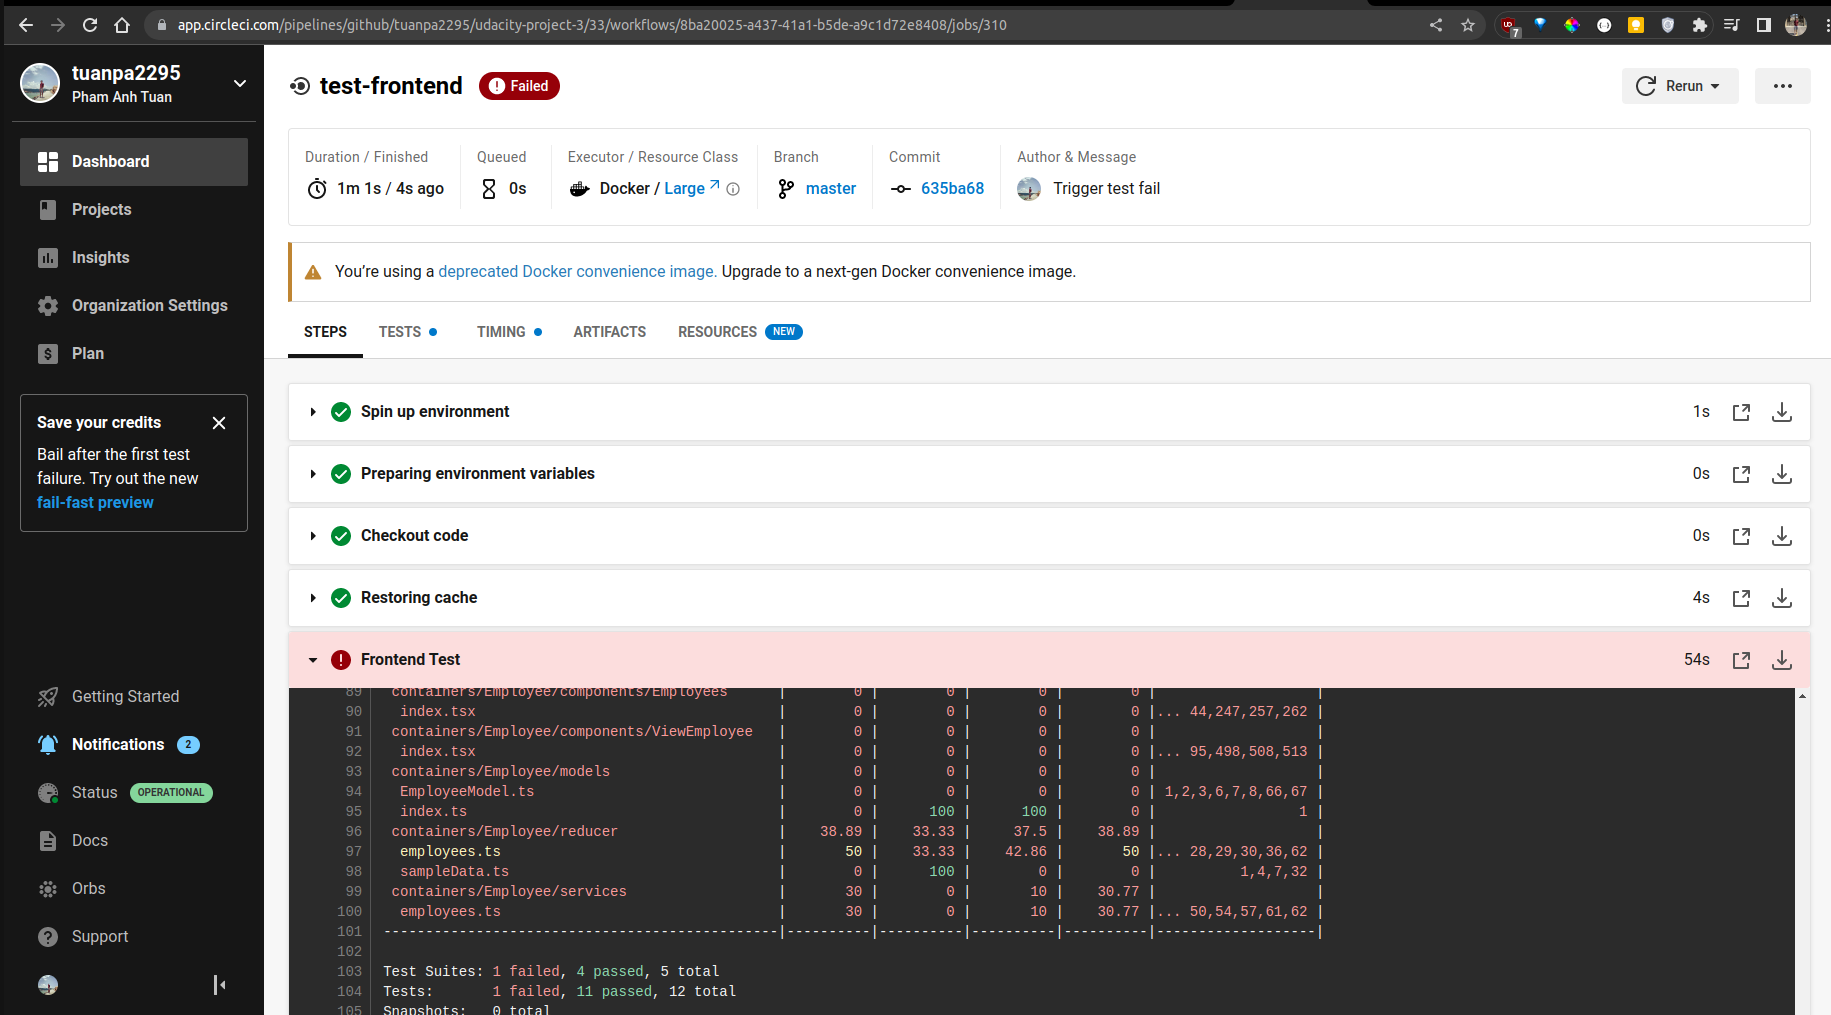 app.circleci.com/pipelines/github/tuanpa2295/udacity-project-3/33/workflows/8ba20025-a437-41a1-b5de-a9c1d72e8408/jobs/310
7
tuanpa2295
Pham Anh Tuan
Dashboard
Projects
Insights
Organization Settings
Plan
Save your credits
Bail after the first test
failure. Try out the new
fail-fast preview
Getting Started
Notifications 2
Status OPERATIONAL
Docs
Orbs
Support
test-frontend Failed
Rerun
Duration / Finished
1m 1s / 4s ago
Queued
0s
Executor / Resource Class
Docker / Large
Branch
master
Commit
635ba68
Author & Message
Trigger test fail
You’re using a deprecated Docker convenience image. Upgrade to a next-gen Docker convenience image.
STEPS TESTS TIMING ARTIFACTS RESOURCES NEW
Spin up environment 1s
Preparing environment variables 0s
Checkout code 0s
Restoring cache 4s
Frontend Test 54s
89 containers/Employee/components/Employees | 0 | 0 | 0 | 0 | |
90 index.tsx | 0 | 0 | 0 | 0 |... 44,247,257,262 |
91 containers/Employee/components/ViewEmployee | 0 | 0 | 0 | 0 | |
92 index.tsx | 0 | 0 | 0 | 0 |... 95,498,508,513 |
93 containers/Employee/models | 0 | 0 | 0 | 0 | |
94 EmployeeModel.ts | 0 | 0 | 0 | 0 | 1,2,3,6,7,8,66,67 |
95 index.ts | 0 | 100 | 100 | 0 | 1 |
96 containers/Employee/reducer | 38.89 | 33.33 | 37.5 | 38.89 | |
97 employees.ts | 50 | 33.33 | 42.86 | 50 |... 28,29,30,36,62 |
98 sampleData.ts | 0 | 100 | 0 | 0 | 1,4,7,32 |
99 containers/Employee/services | 30 | 0 | 10 | 30.77 | |
100 employees.ts | 30 | 0 | 10 | 30.77 |... 50,54,57,61,62 |
101 -----------------------------------------------|----------|----------|----------|----------|-------------------|
102
103 Test Suites: 1 failed, 4 passed, 5 total
104 Tests: 1 failed, 11 passed, 12 total
105 Snapshots: 0 total